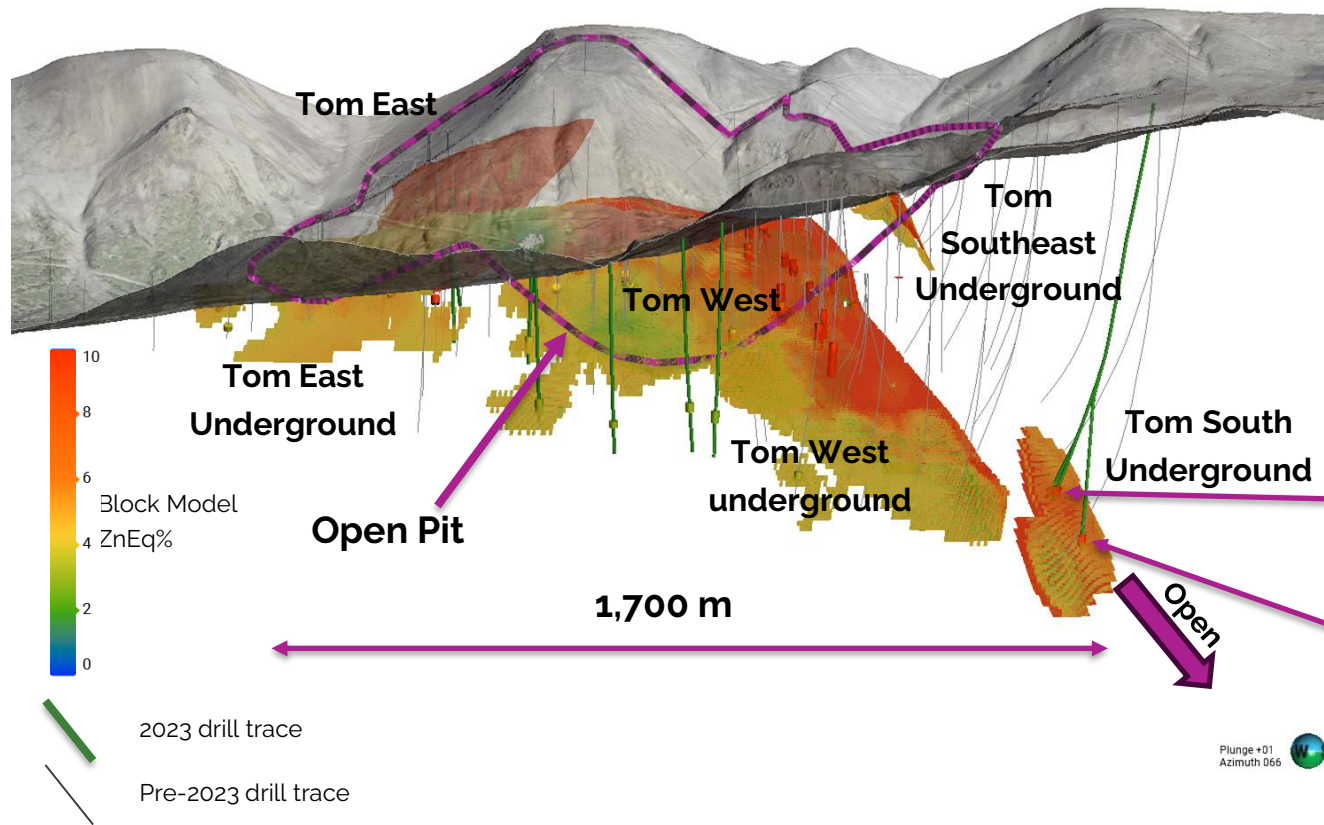 Tom East
Tom
Southeast
Underground
Tom West
Tom East
Underground
Tom South
Underground
Tom West
underground
Open Pit
1,700 m
Open
10
8
6
4
2
0
Block Model
ZnEq%
2023 drill trace
Pre-2023 drill trace
Plunge +01
Azimuth 066
W